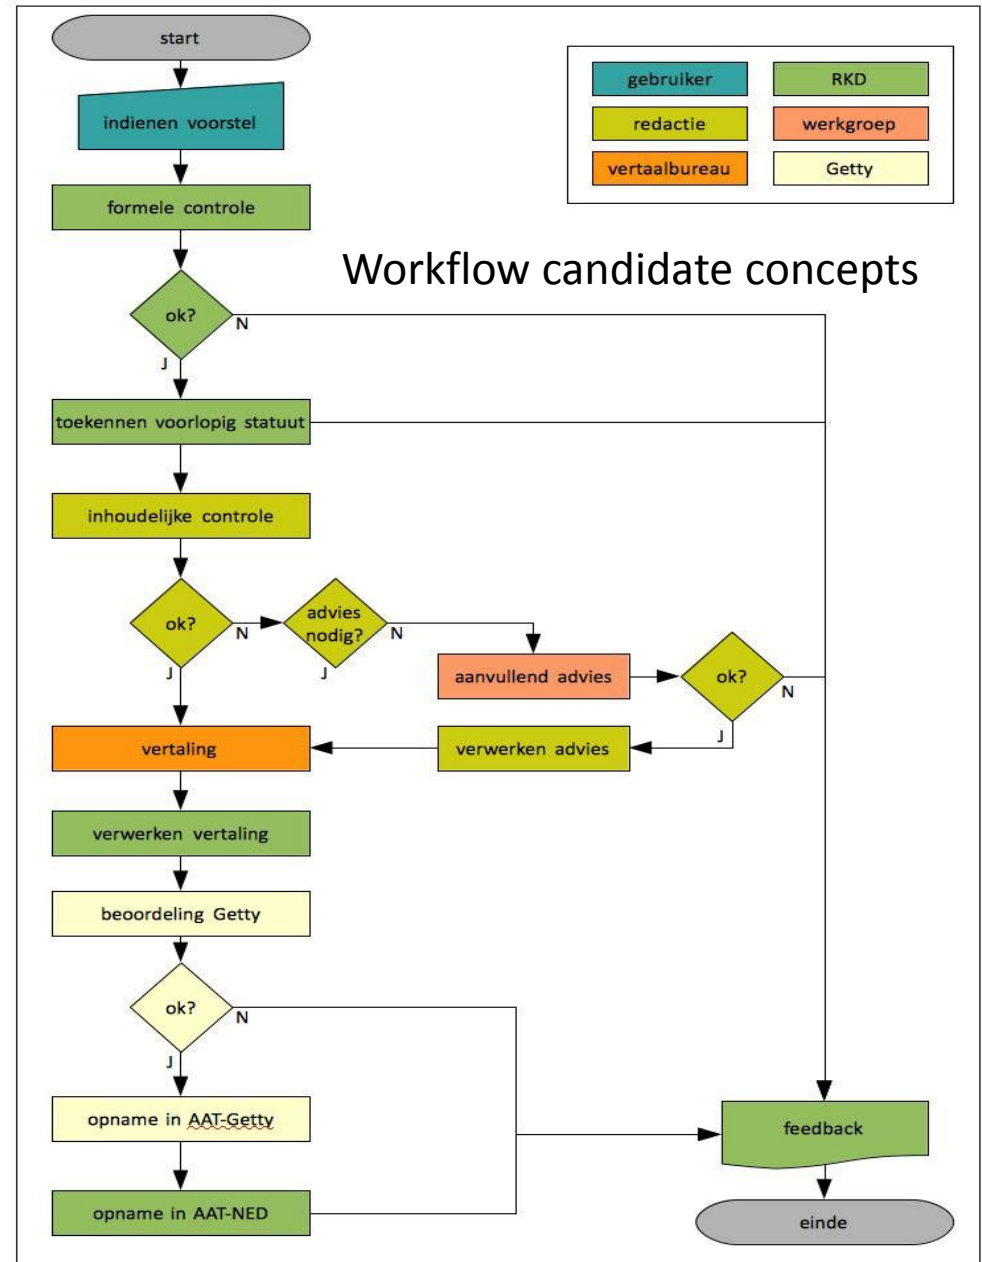 start
gebruiker
RKD
indienen voorstel
redactie
werkgroep
vertaalbureau
Getty
formele controle
Workflow candidate concepts
ok?
N
J
toekennen voorlopig statuut
inhoudelijke controle
ok?
N
J
advies
nodig?
N
J
aanvullend advies
ok?
N
J
vertaling
verwerken advies
verwerken vertaling
beoordeling Getty
ok?
N
J
opname in AAT-Getty
feedback
opname in AAT-NED
einde